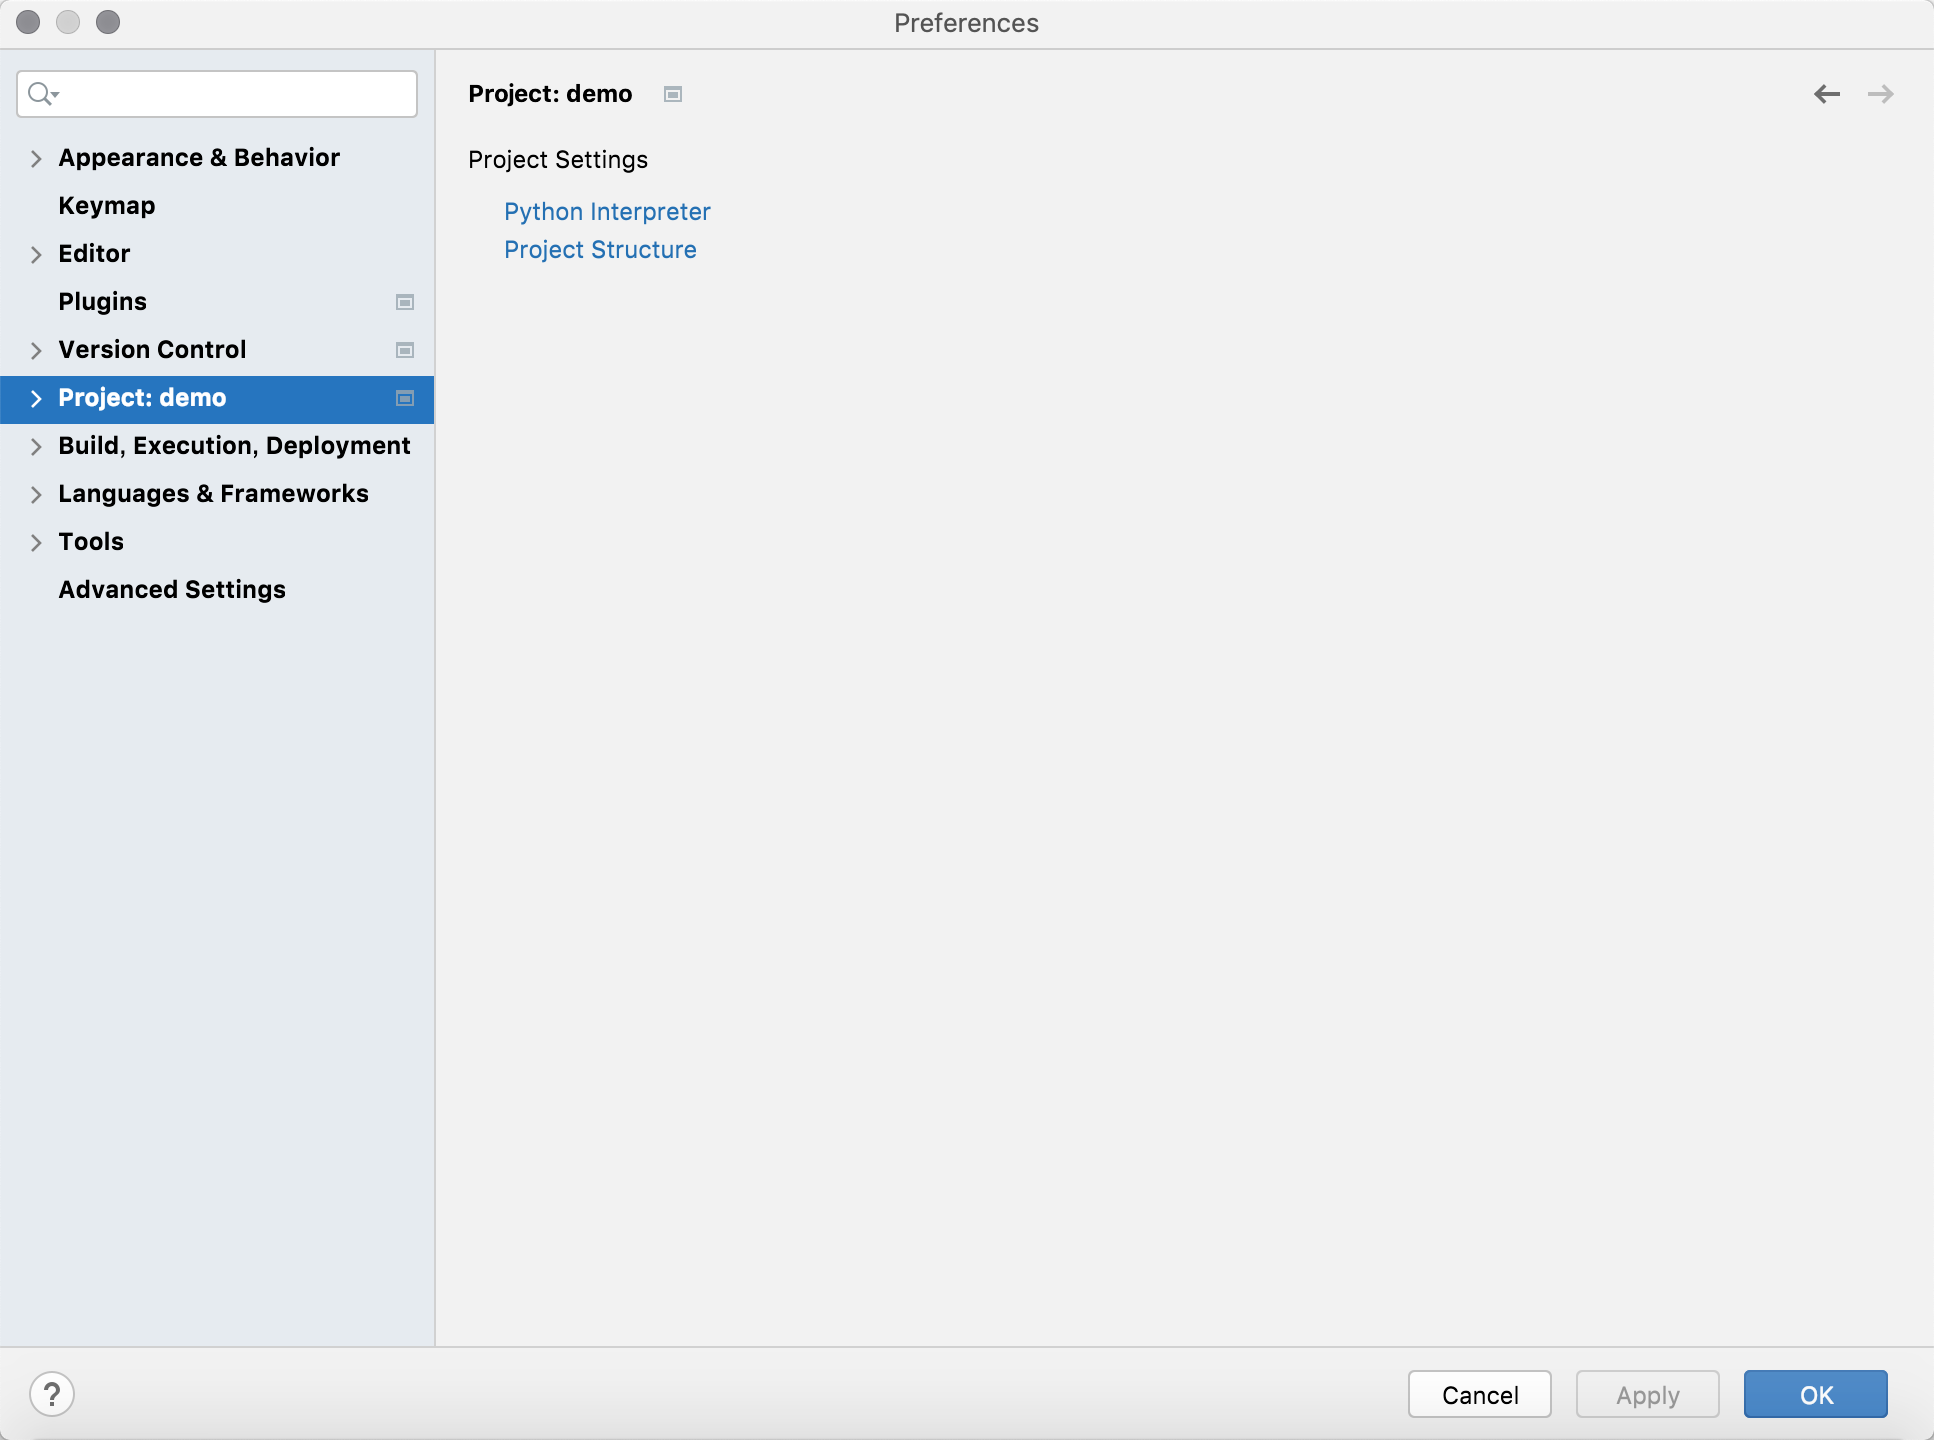 Preferences
Appearance & Behavior
Keymap
Editor
Plugins
Version Control
Project: demo
Build, Execution, Deployment
Languages & Frameworks
Tools
Advanced Settings
Project: demo
Project Settings
Python Interpreter
Project Structure
?
Cancel
Apply
OK